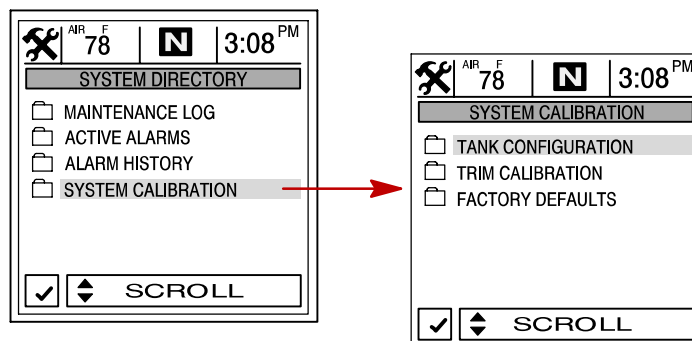 AIR F
78 N 3:08 PM
SYSTEM DIRECTORY
MAINTENANCE LOG
ACTIVE ALARMS
ALARM HISTORY
SYSTEM CALIBRATION
SCROLL
AIR F
78 N 3:08 PM
SYSTEM CALIBRATION
TANK CONFIGURATION
TRIM CALIBRATION
FACTORY DEFAULTS
SCROLL